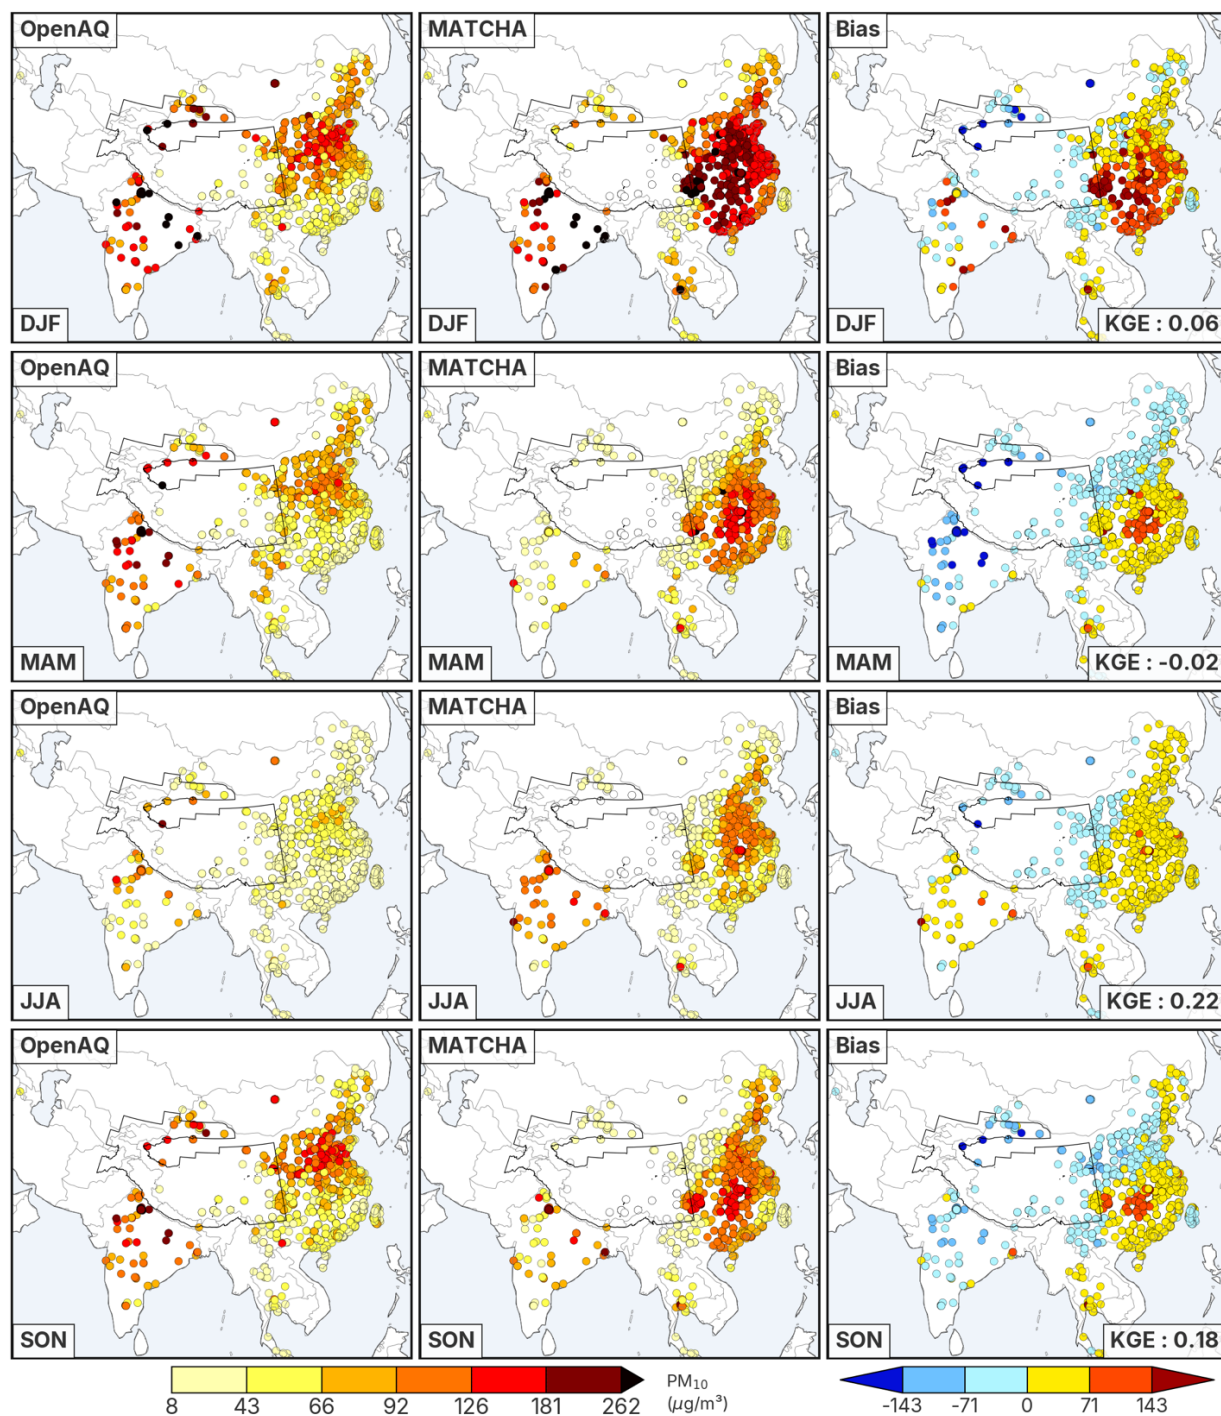 OpenAQ MATCHA Bias
DJF DJF DJF KGE : 0.06
OpenAQ MATCHA Bias
MAM MAM MAM KGE : -0.02
OpenAQ MATCHA Bias
JJA JJA JJA KGE : 0.22
OpenAQ MATCHA Bias
SON SON SON KGE : 0.18
8 43 66 92 126 181 262 PM₁₀ (μg/m³) -143 -71 0 71 143